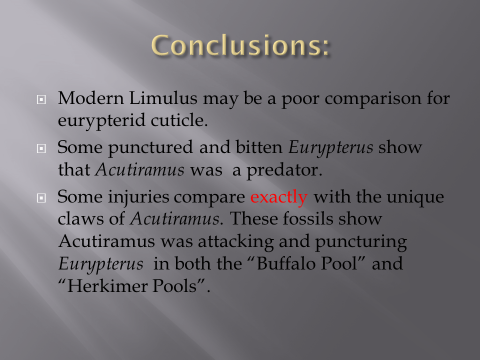 Conclusions:
Modern Limulus may be a poor comparison for
eurypterid cuticle.
Some punctured and bitten Eurypterus show
that Acutiramus was  a predator.
Some injuries compare exactly with the unique
claws of Acutiramus. These fossils show
Acutiramus was attacking and puncturing
Eurypterus  in both the “Buffalo Pool” and
“Herkimer Pools”.